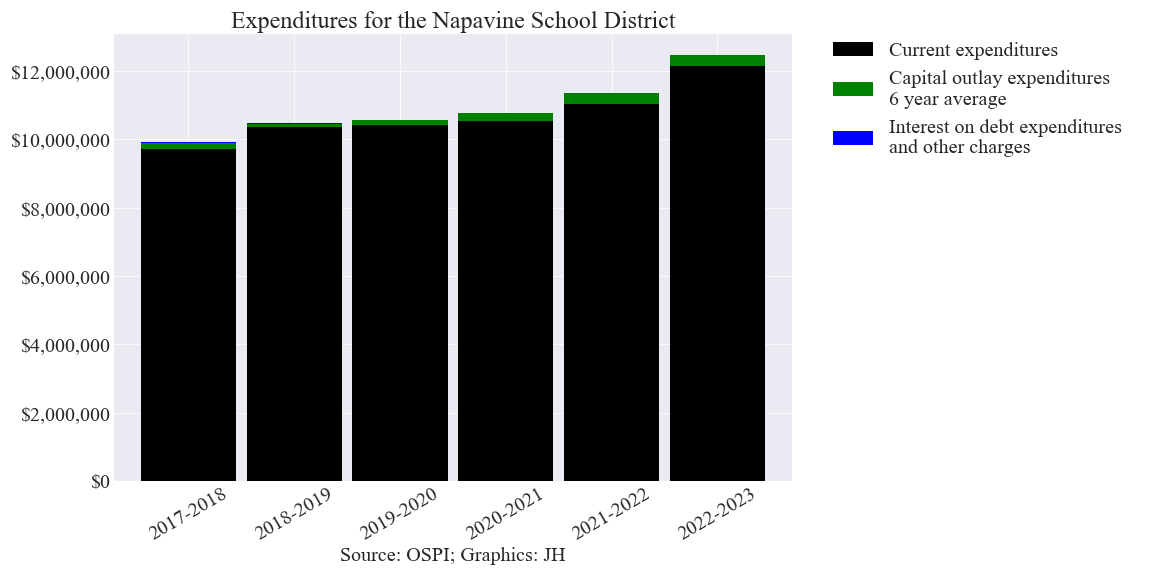 Expenditures for the Napavine School District
$12,000,000
$10,000,000
$8,000,000
$6,000,000
$4,000,000
$2,000,000
$0
2017-2018
2018-2019
2019-2020
2020-2021
2021-2022
2022-2023
Source: OSPI; Graphics: JH
Current expenditures
Capital outlay expenditures
6 year average
Interest on debt expenditures
and other charges